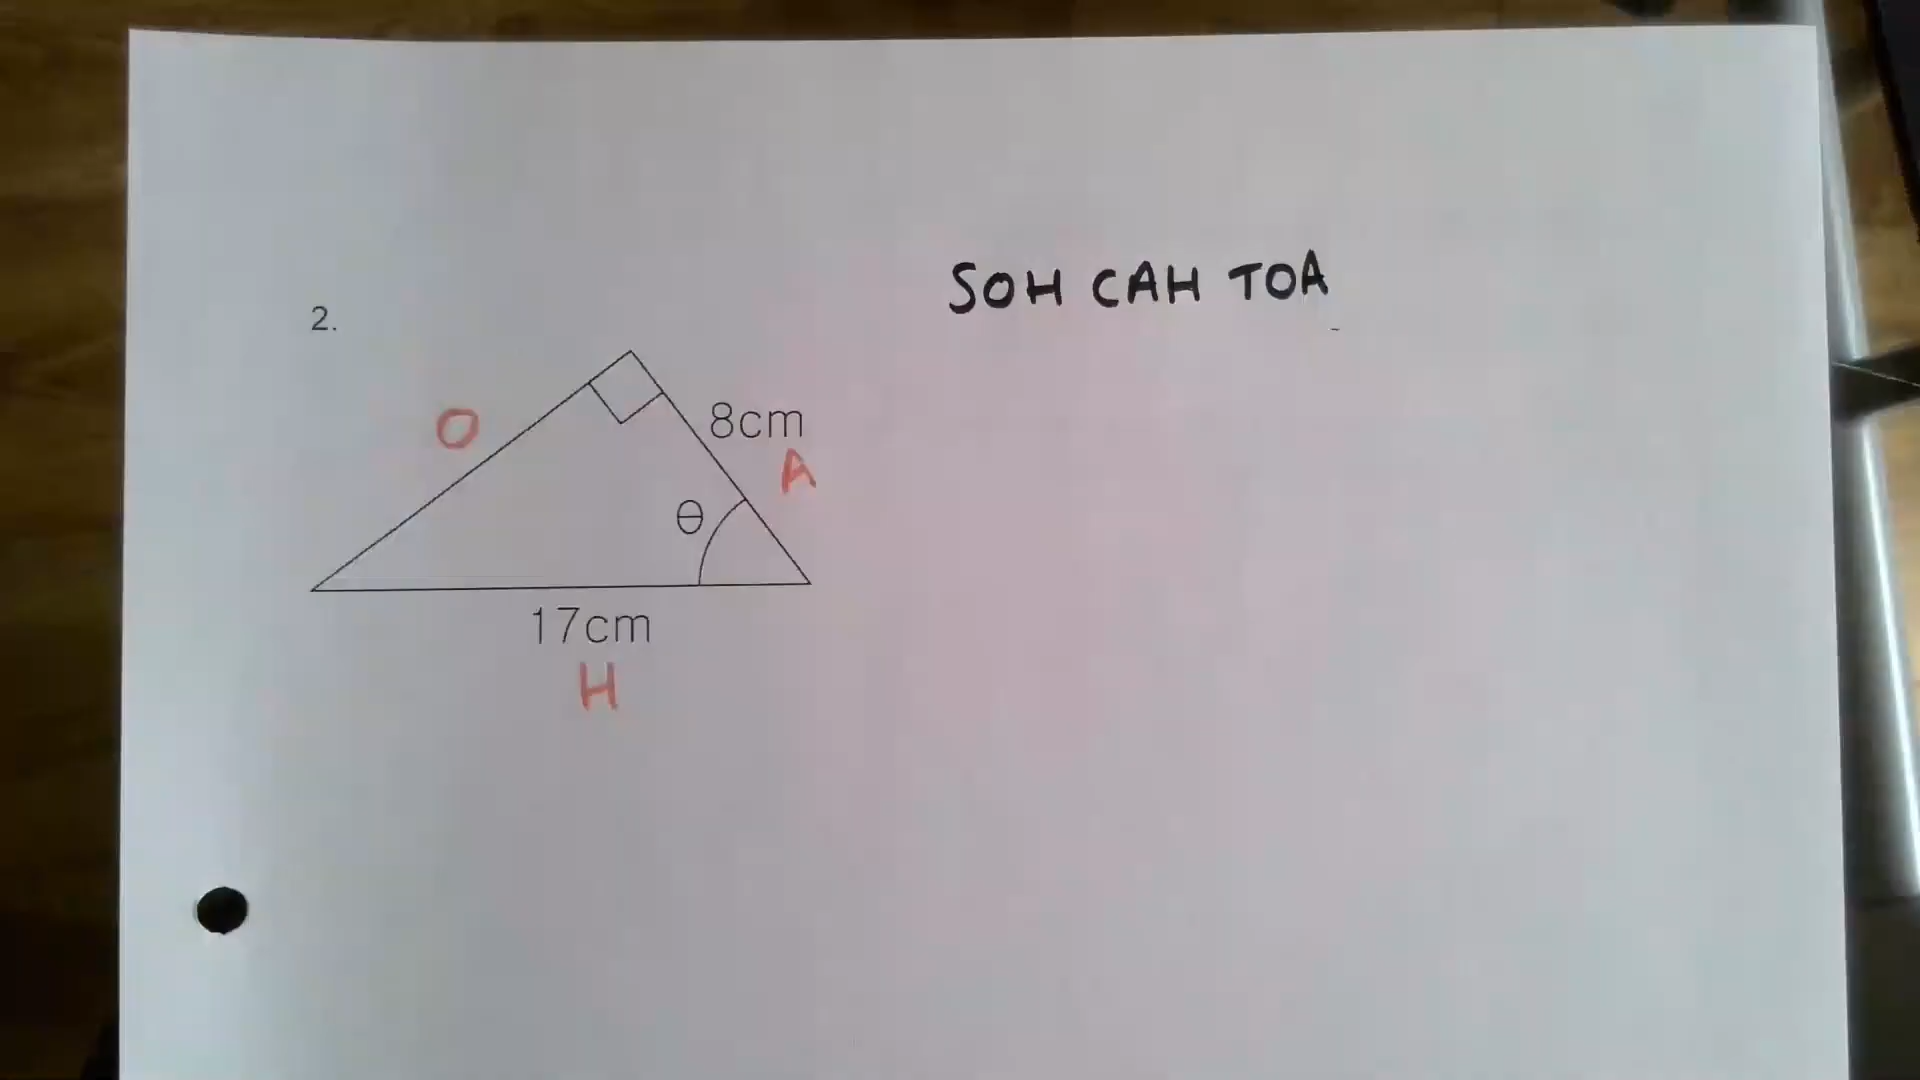 SOH CAH TOA
2.
O
8cm
A
θ
17cm
H